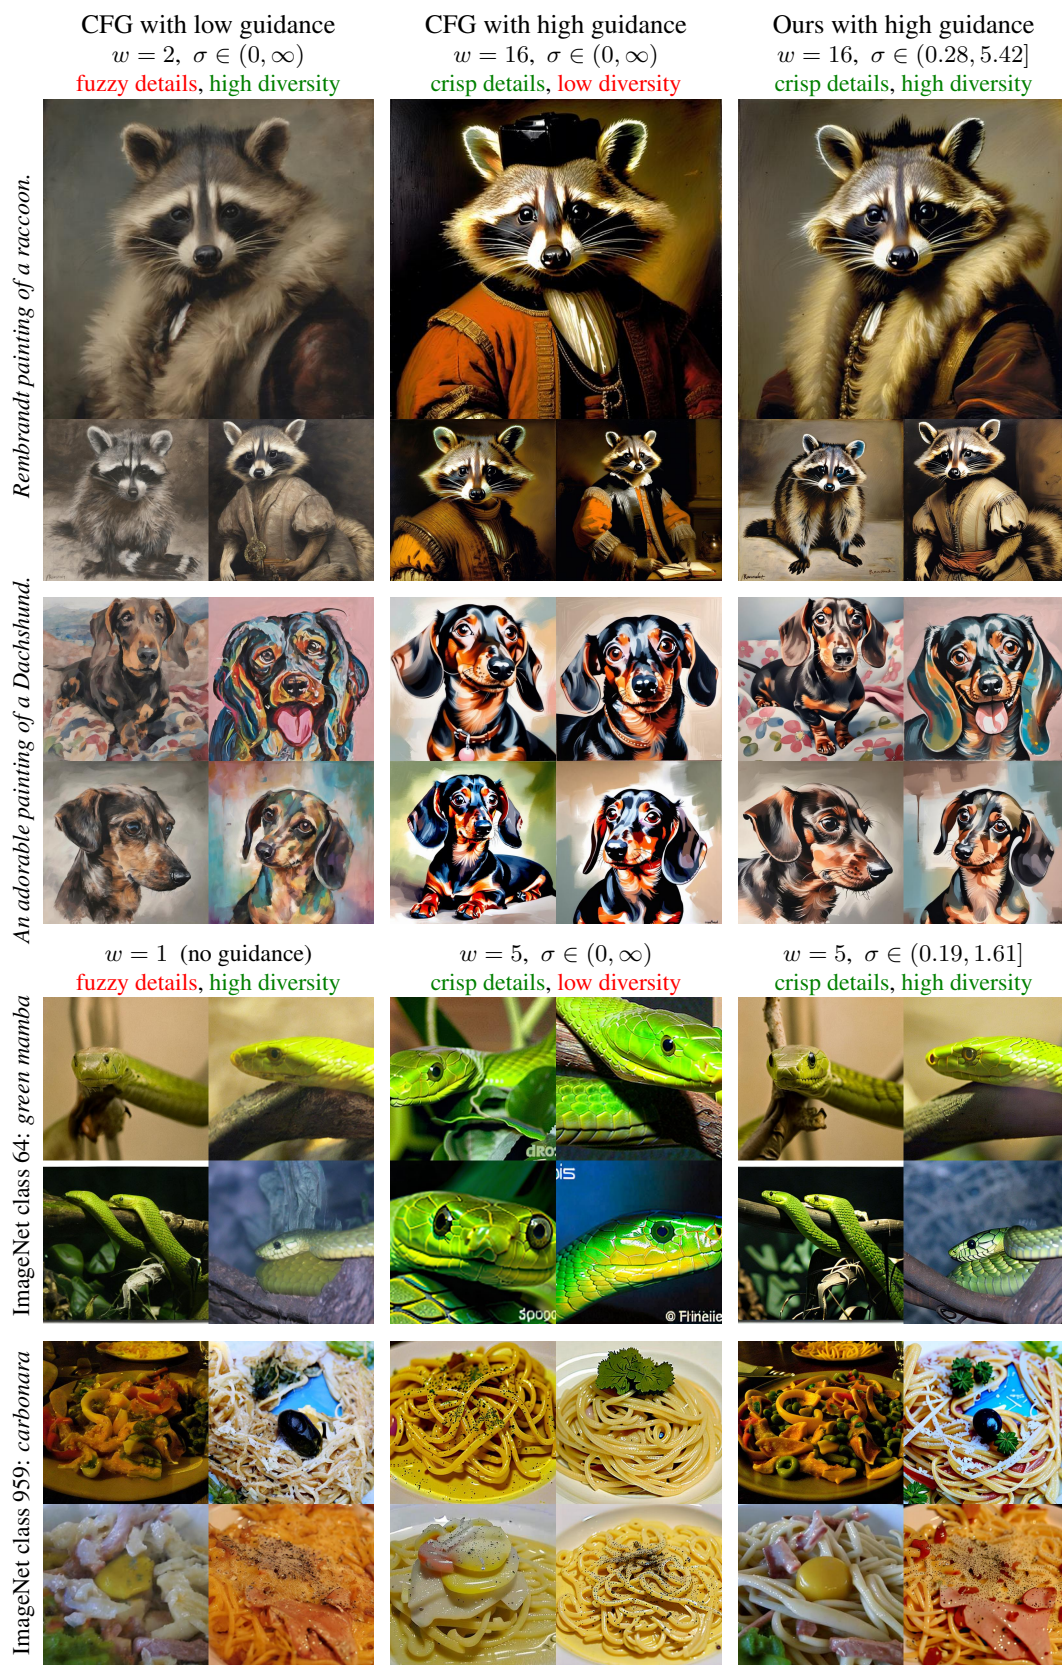 CFG with low guidance
w = 2, σ ∈ (0, ∞)
fuzzy details, high diversity
CFG with high guidance
w = 16, σ ∈ (0, ∞)
crisp details, low diversity
Ours with high guidance
w = 16, σ ∈ (0.28, 5.42]
crisp details, high diversity
Rembrandt painting of a raccoon.
An adorable painting of a Dachshund.
w = 1 (no guidance)
fuzzy details, high diversity
w = 5, σ ∈ (0, ∞)
crisp details, low diversity
w = 5, σ ∈ (0.19, 1.61]
crisp details, high diversity
ImageNet class 64: green mamba
ImageNet class 959: carbonara